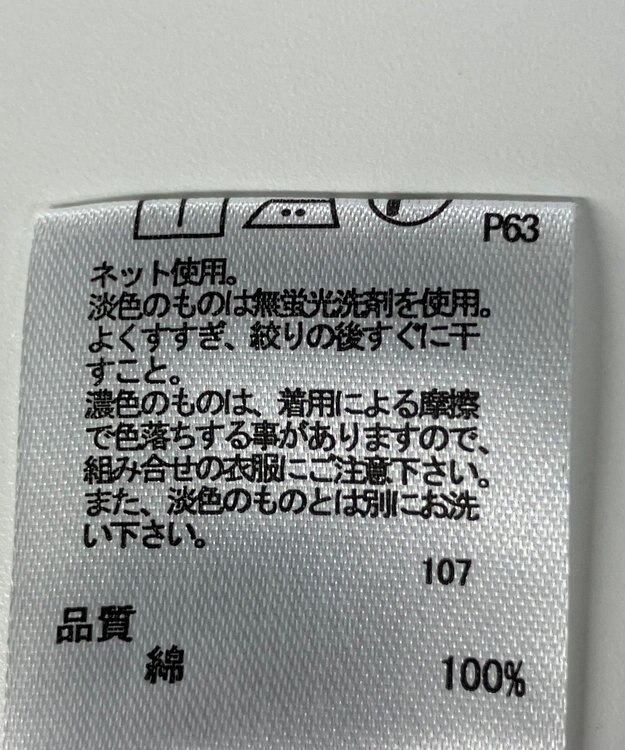 P63
ネット使用。
淡色のものは無蛍光洗剤を使用。
よくすすぎ、絞りの後すぐに干
すこと。
濃色のものは、着用による摩擦
で色落ちする事がありますので、
組み合せの衣服にご注意下さい。
また、淡色のものとは別にお洗
い下さい。
107
品質
綿 100%